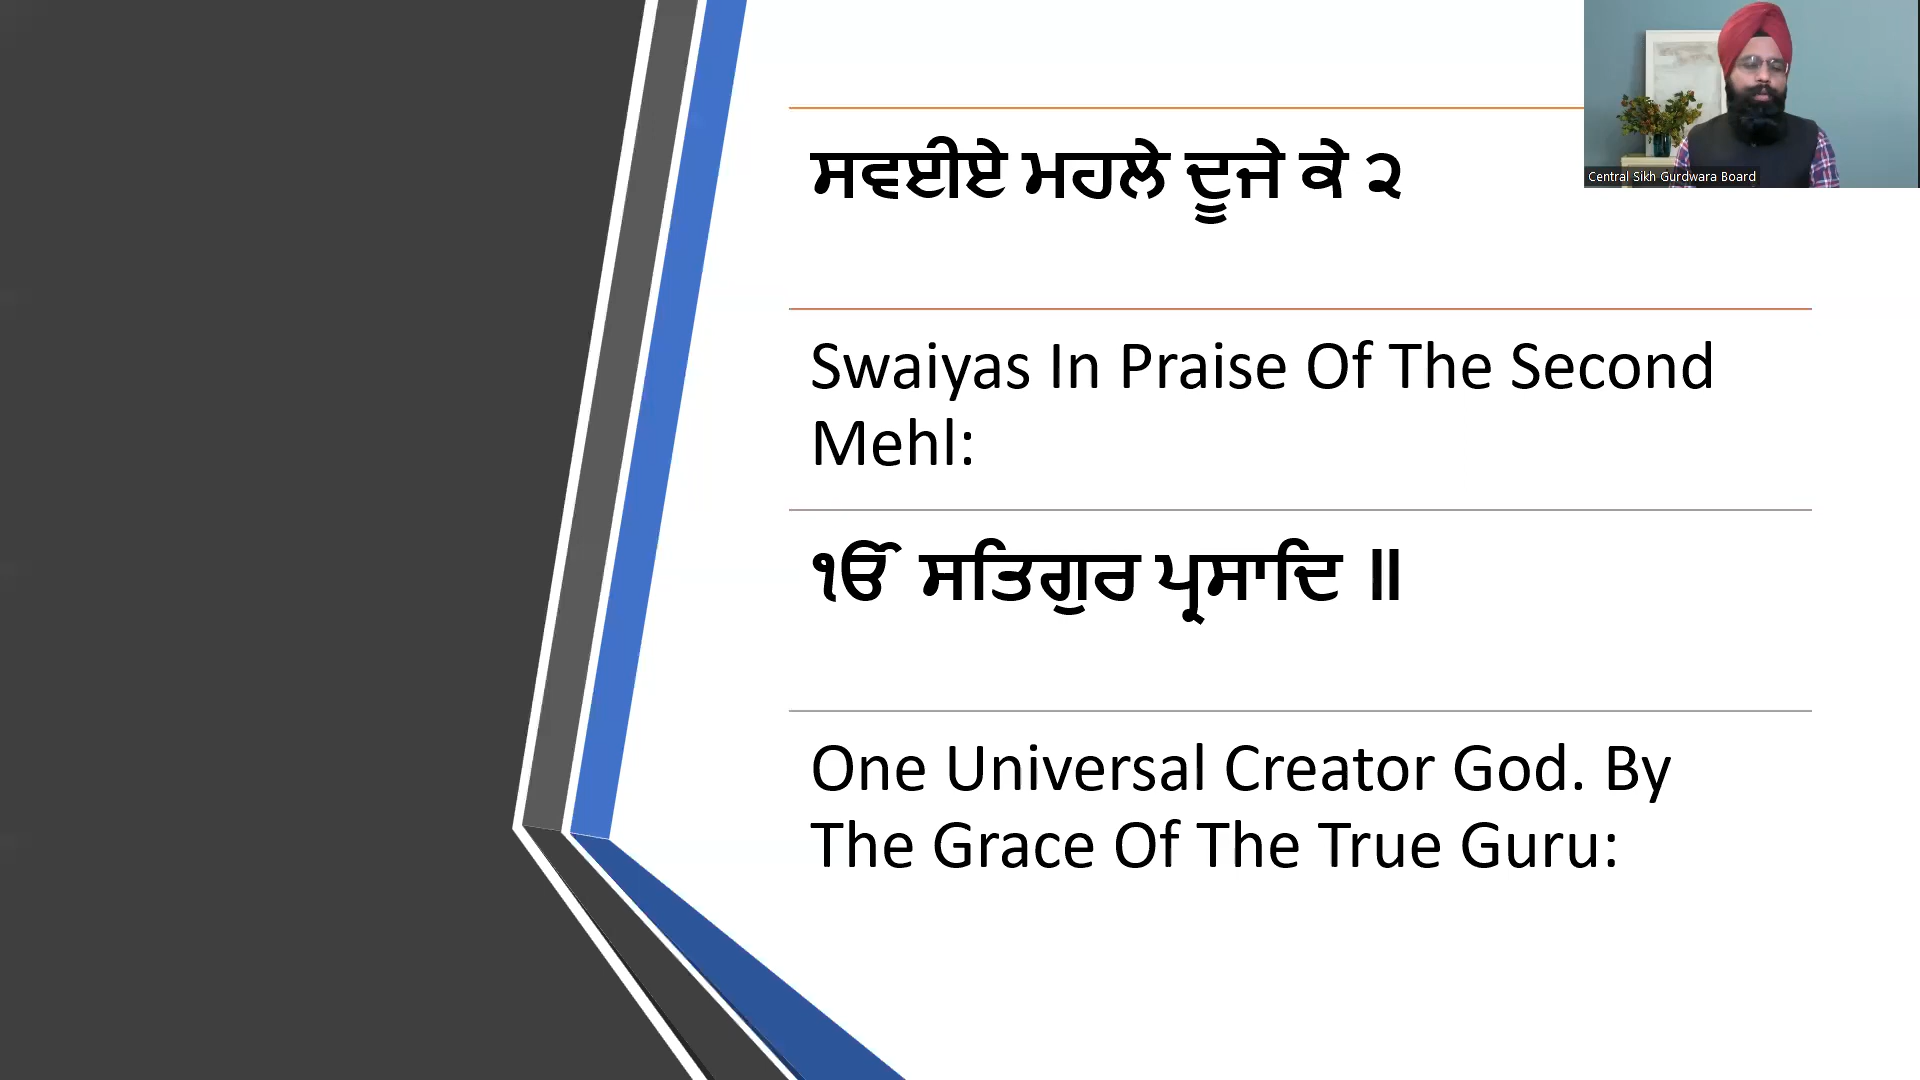 ਸਵਈਏ ਮਹਲੇ ਦੂਜੇ ਕੇ ੨
Central Sikh Gurdwara Board
Swaiyas In Praise Of The Second
Mehl:
ੴ ਸਤਿਗੁਰ ਪ੍ਰਸਾਦਿ ॥
One Universal Creator God. By
The Grace Of The True Guru: